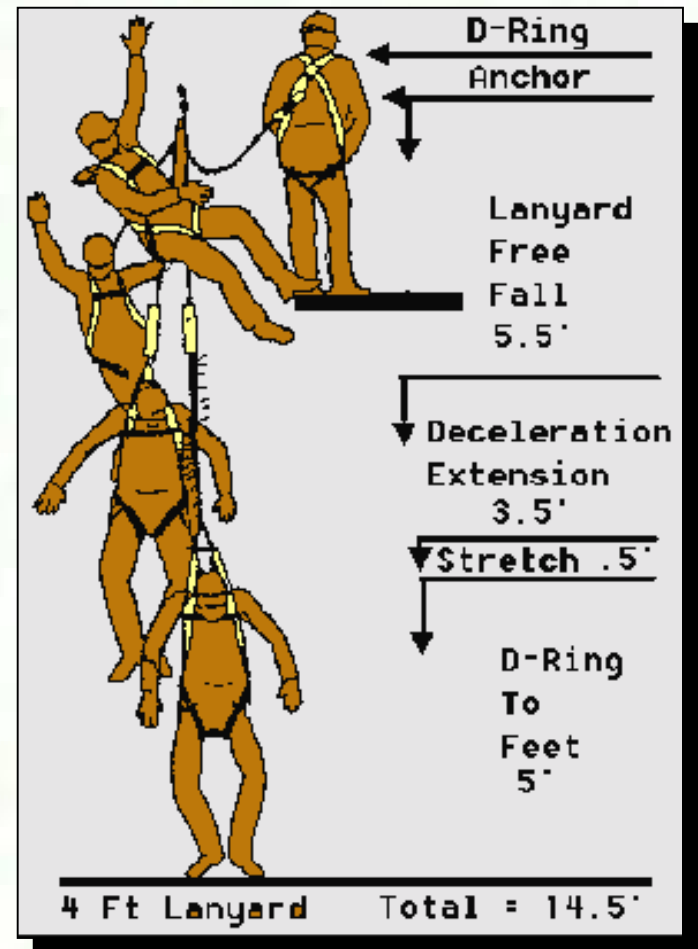 D-Ring
Anchor
Lanyard
Free
Fall
5.5'
Deceleration
Extension
3.5'
Stretch .5'
D-Ring
To
Feet
5'
4 Ft Lanyard Total = 14.5'